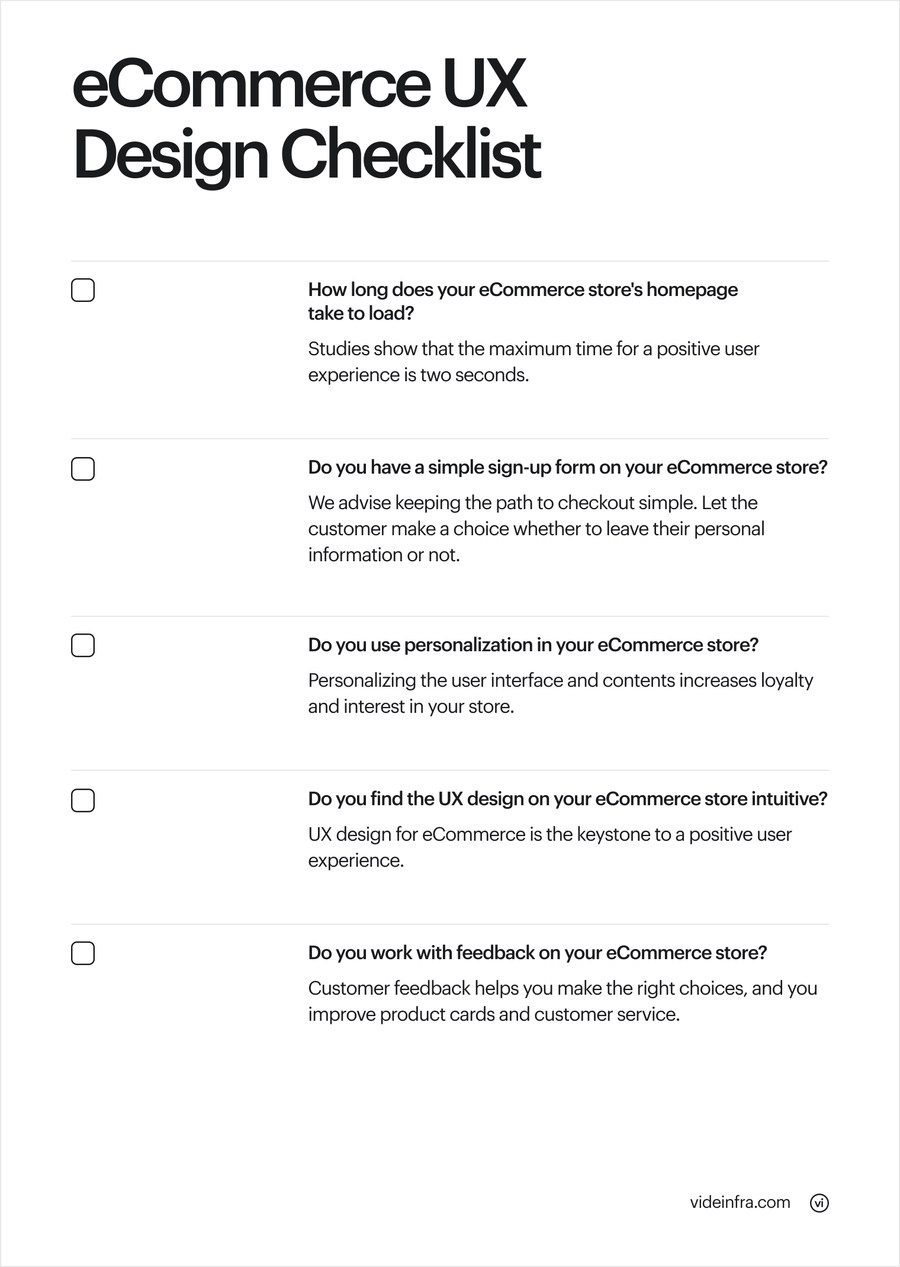 eCommerce UX
Design Checklist
How long does your eCommerce store's homepage
take to load?
Studies show that the maximum time for a positive user
experience is two seconds.
Do you have a simple sign-up form on your eCommerce store?
We advise keeping the path to checkout simple. Let the
customer make a choice whether to leave their personal
information or not.
Do you use personalization in your eCommerce store?
Personalizing the user interface and contents increases loyalty
and interest in your store.
Do you find the UX design on your eCommerce store intuitive?
UX design for eCommerce is the keystone to a positive user
experience.
Do you work with feedback on your eCommerce store?
Customer feedback helps you make the right choices, and you
improve product cards and customer service.
videinfra.com vi